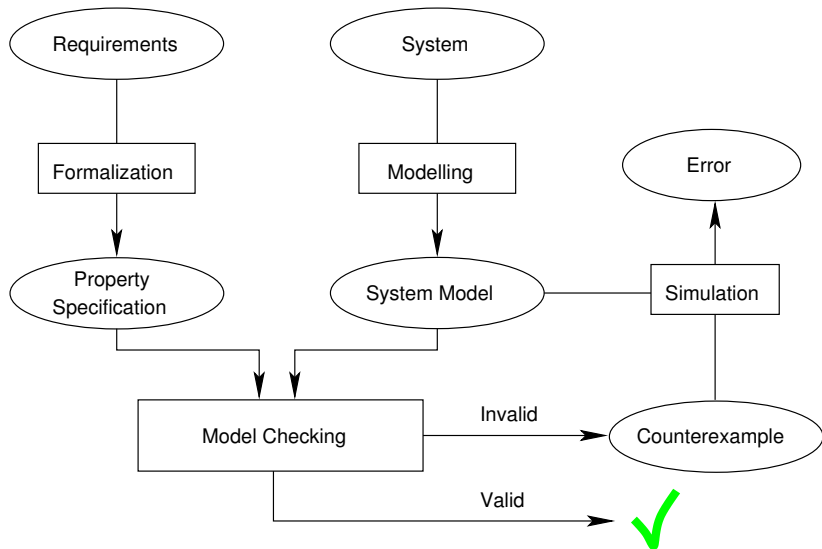 Requirements
System
Formalization
Modelling
Error
Property
Specification
System Model
Simulation
Model Checking
Invalid
Counterexample
Valid